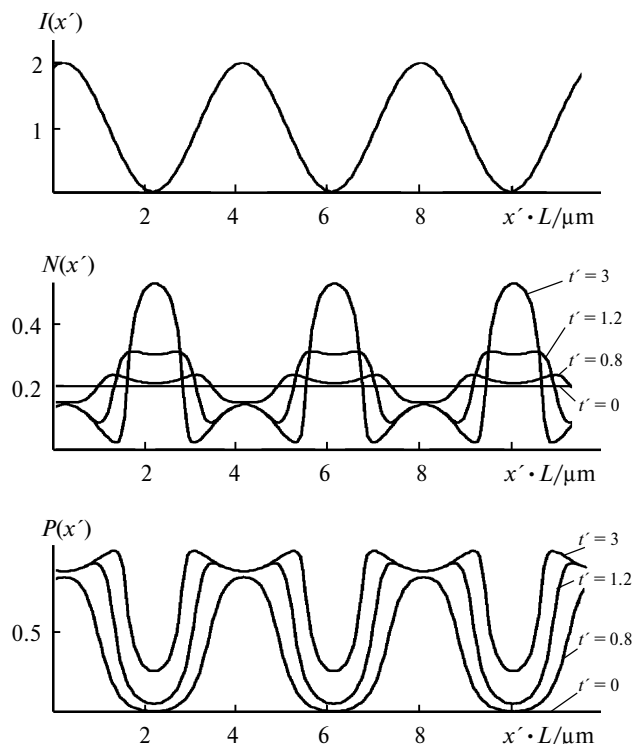 I(x′)
2
1
2 4 6 8 x′ · L/μm
N(x′)
t′ = 3
0.4
t′ = 1.2
t′ = 0.8
0.2
t′ = 0
2 4 6 8 x′ · L/μm
P(x′)
t′ = 3
t′ = 1.2
0.5
t′ = 0.8
t′ = 0
2 4 6 8 x′ · L/μm